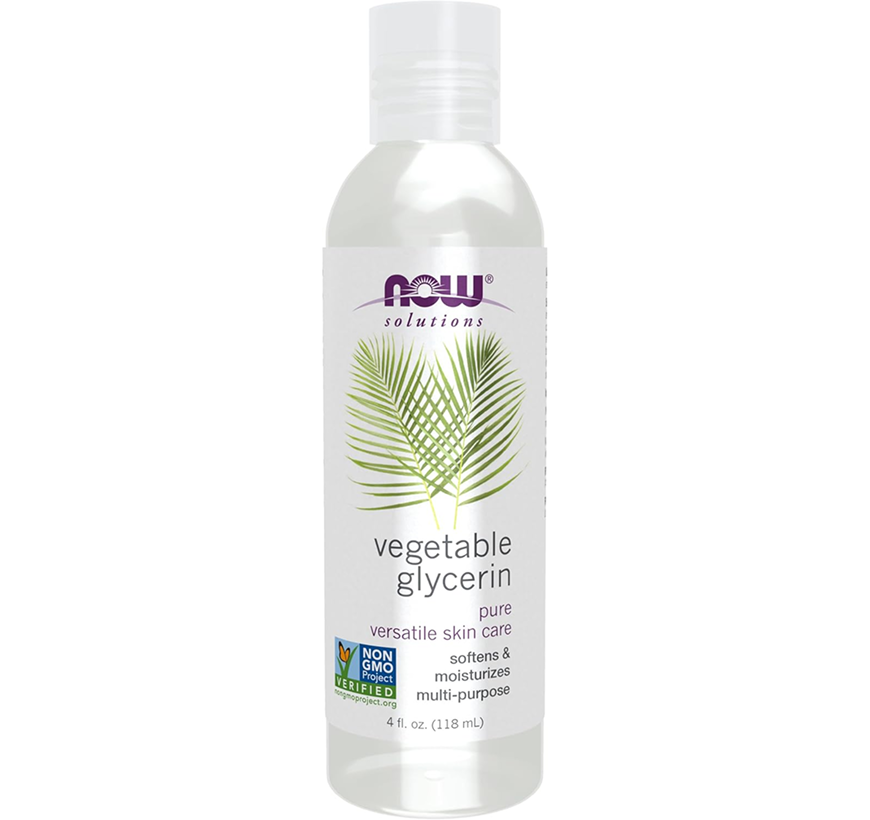 now®
solutions
vegetable
glycerin
pure
versatile skin care
softens &
moisturizes
multi-purpose
NON
GMO
Project
VERIFIED
nongmoproject.org
4 fl. oz. (118 mL)